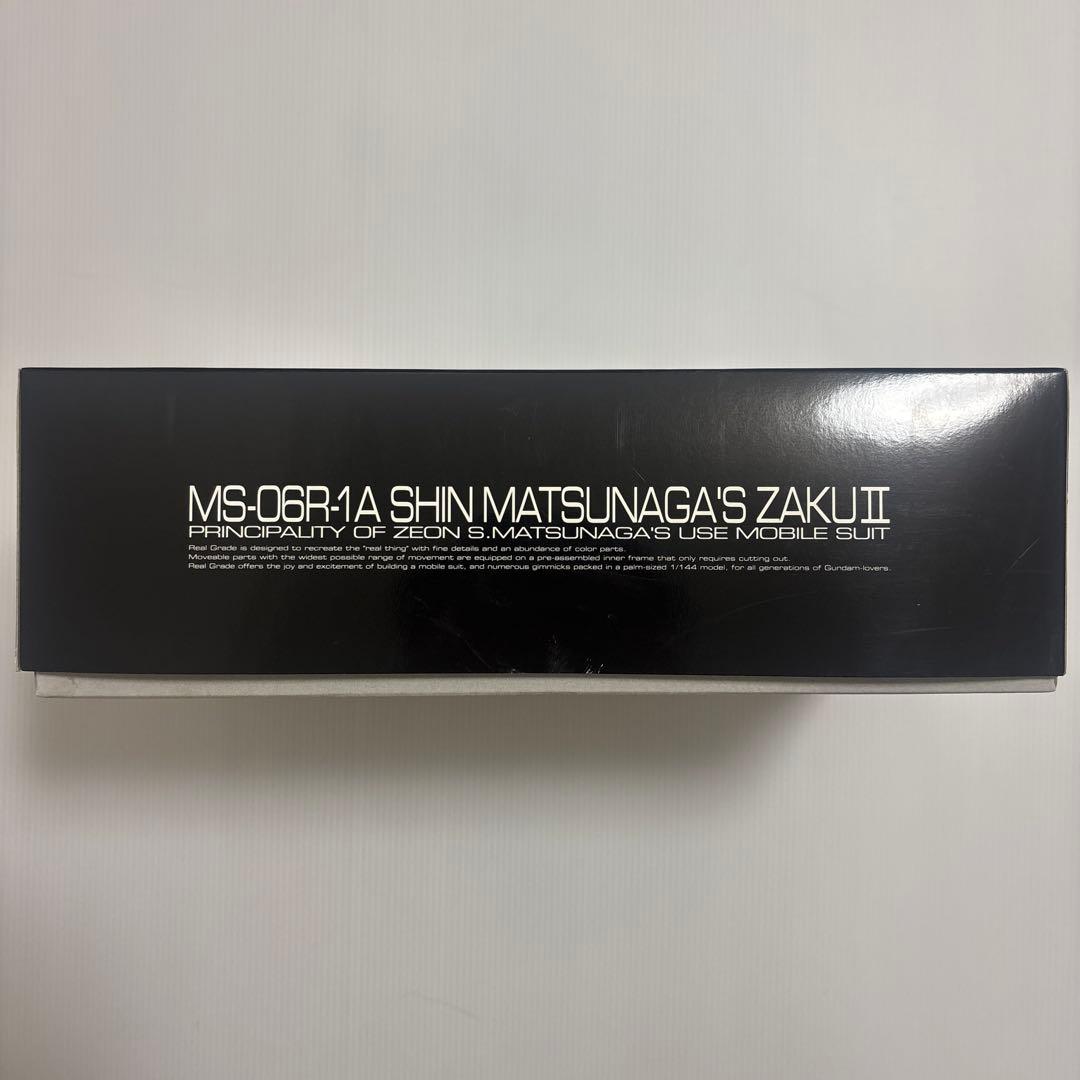 MS-06R-1A SHIN MATSUNAGA'S ZAKU II
PRINCIPALITY OF ZEON S.MATSUNAGA'S USE MOBILE SUIT
Real Grade is designed to recreate the "real thing" with fine details and an abundance of color parts.
Moveable parts with the widest possible range of movement are equipped on a pre-assembled inner frame that only requires cutting out.
Real Grade offers the joy and excitement of building a mobile suit, and numerous gimmicks packed in a palm-sized 1/144 model, for all generations of Gundam-lovers.